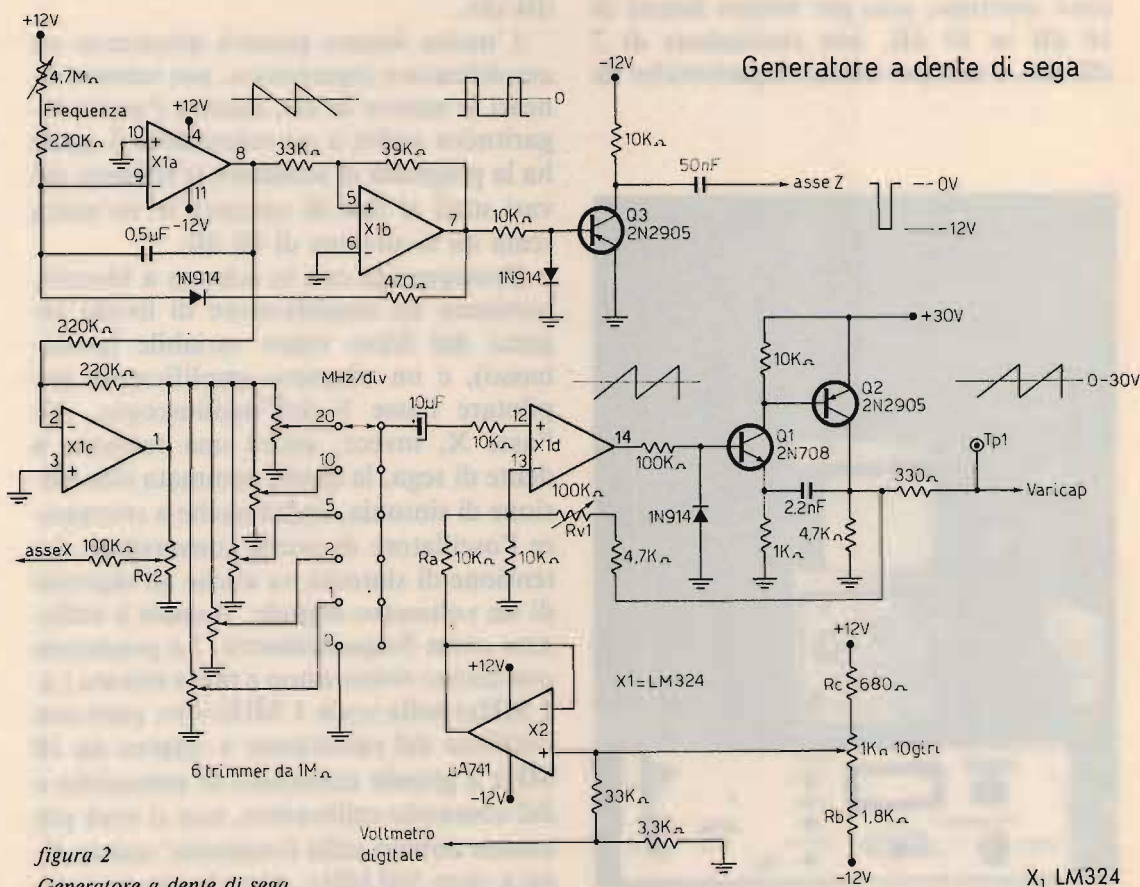 Generatore a dente di sega
+12V
4,7MΩ
Frequenza
220KΩ
+12V
10
4
X1a
8
9
11
-12V
0,5µF
1N914
33KΩ
39KΩ
0
5
X1b
7
6
10KΩ
470Ω
1N914
-12V
10KΩ
50nF
asse Z
0V
-12V
Q3
2N2905
220KΩ
220KΩ
2
X1c
1
3
asse X
100KΩ
Rv2
6 trimmer da 1MΩ
MHz/div
20
10
5
2
1
0
10µF
10KΩ
12
X1d
14
13
100KΩ
Rv1
Ra
10KΩ
10KΩ
4,7KΩ
100KΩ
1N914
10KΩ
Q1
2N708
Q2
2N2905
+30V
0-30V
Tp1
330Ω
Varicap
2.2nF
1KΩ
4,7KΩ
+12V
X2
µA741
-12V
X1=LM324
+12V
Rc
680Ω
1KΩ 10giri
Rb
1,8KΩ
-12V
33KΩ
3,3KΩ
Voltmetro
digitale
X1 LM324
figura 2
Generatore a dente di sega